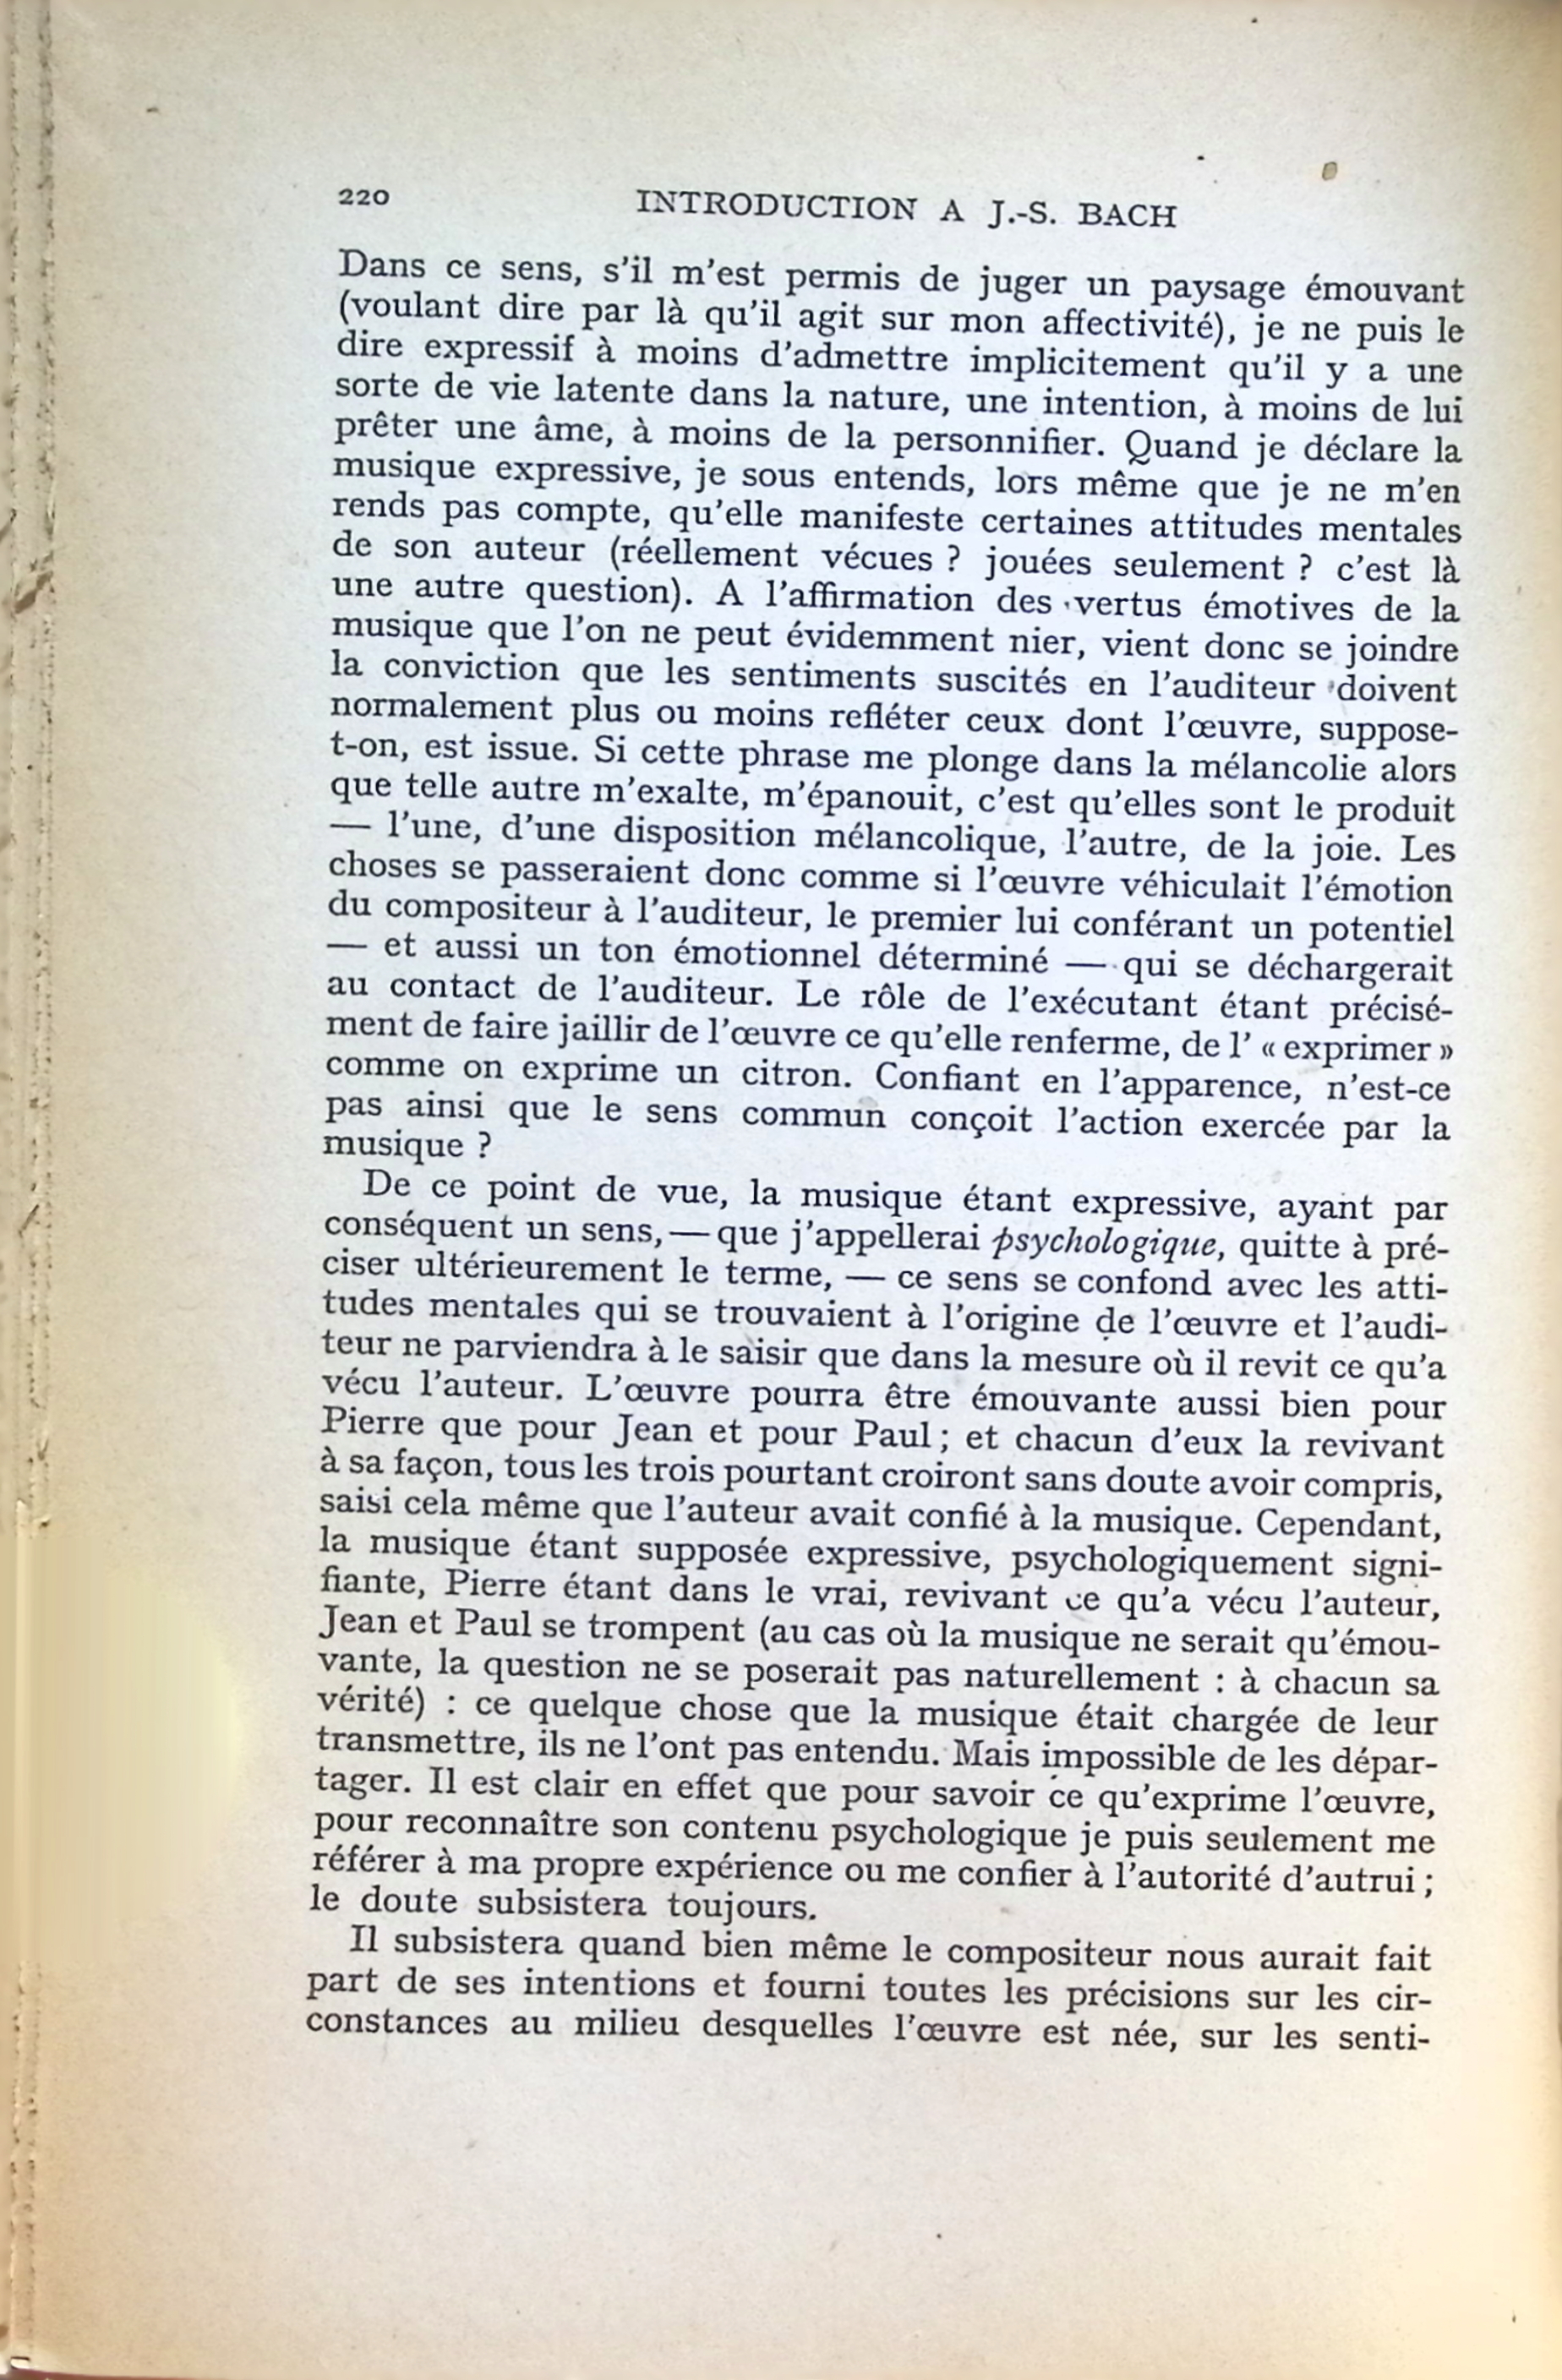 220
INTRODUCTION A J.-S. BACH
Dans ce sens, s'il m'est permis de juger un paysage émouvant
(voulant dire par là qu'il agit sur mon affectivité), je ne puis le
dire expressif à moins d'admettre implicitement qu'il y a une
sorte de vie latente dans la nature, une intention, à moins de lui
prêter une âme, à moins de la personnifier. Quand je déclare la
musique expressive, je sous entends, lors même que je ne m'en
rends pas compte, qu'elle manifeste certaines attitudes mentales
de son auteur (réellement vécues ? jouées seulement ? c'est là
une autre question). A l'affirmation des vertus émotives de la
musique que l'on ne peut évidemment nier, vient donc se joindre
la conviction que les sentiments suscités en l'auditeur doivent
normalement plus ou moins refléter ceux dont l'œuvre, suppose-
t-on, est issue. Si cette phrase me plonge dans la mélancolie alors
que telle autre m'exalte, m'épanouit, c'est qu'elles sont le produit
— l'une, d'une disposition mélancolique, l'autre, de la joie. Les
choses se passeraient donc comme si l'œuvre véhiculait l'émotion
du compositeur à l'auditeur, le premier lui conférant un potentiel
— et aussi un ton émotionnel déterminé — qui se déchargerait
au contact de l'auditeur. Le rôle de l'exécutant étant précisé-
ment de faire jaillir de l'œuvre ce qu'elle renferme, de l' « exprimer »
comme on exprime un citron. Confiant en l'apparence, n'est-ce
pas ainsi que le sens commun conçoit l'action exercée par la
musique ?
De ce point de vue, la musique étant expressive, ayant par
conséquent un sens, — que j'appellerai psychologique, quitte à pré-
ciser ultérieurement le terme, — ce sens se confond avec les atti-
tudes mentales qui se trouvaient à l'origine de l'œuvre et l'audi-
teur ne parviendra à le saisir que dans la mesure où il revit ce qu'a
vécu l'auteur. L'œuvre pourra être émouvante aussi bien pour
Pierre que pour Jean et pour Paul ; et chacun d'eux la revivant
à sa façon, tous les trois pourtant croiront sans doute avoir compris,
saisi cela même que l'auteur avait confié à la musique. Cependant,
la musique étant supposée expressive, psychologiquement signi-
fiante, Pierre étant dans le vrai, revivant ce qu'a vécu l'auteur,
Jean et Paul se trompent (au cas où la musique ne serait qu'émou-
vante, la question ne se poserait pas naturellement : à chacun sa
vérité) : ce quelque chose que la musique était chargée de leur
transmettre, ils ne l'ont pas entendu. Mais impossible de les dépar-
tager. Il est clair en effet que pour savoir ce qu'exprime l'œuvre,
pour reconnaître son contenu psychologique je puis seulement me
référer à ma propre expérience ou me confier à l'autorité d'autrui ;
le doute subsistera toujours.
Il subsistera quand bien même le compositeur nous aurait fait
part de ses intentions et fourni toutes les précisions sur les cir-
constances au milieu desquelles l'œuvre est née, sur les senti-